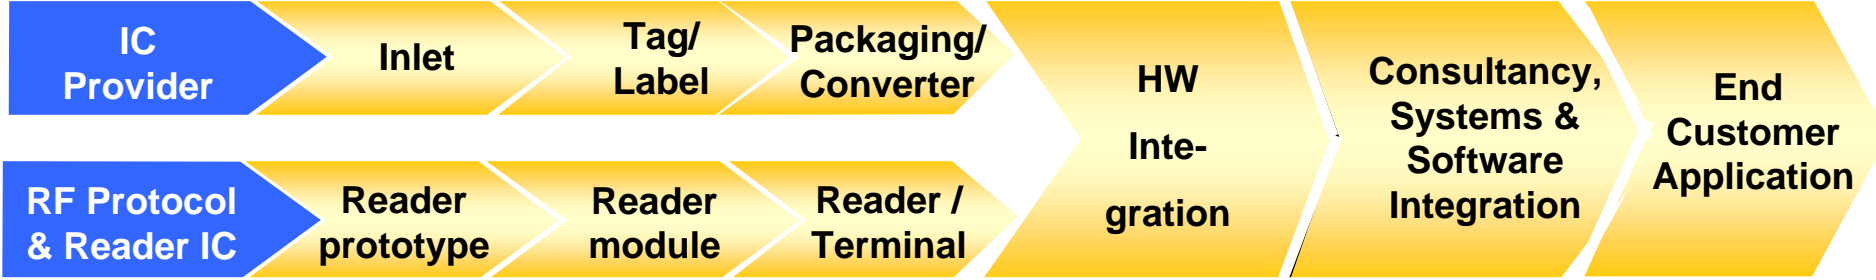 IC
Provider
Inlet
Tag/
Label
Packaging/
Converter
RF Protocol
& Reader IC
Reader
prototype
Reader
module
Reader /
Terminal
HW
Inte-
gration
Consultancy,
Systems &
Software
Integration
End
Customer
Application